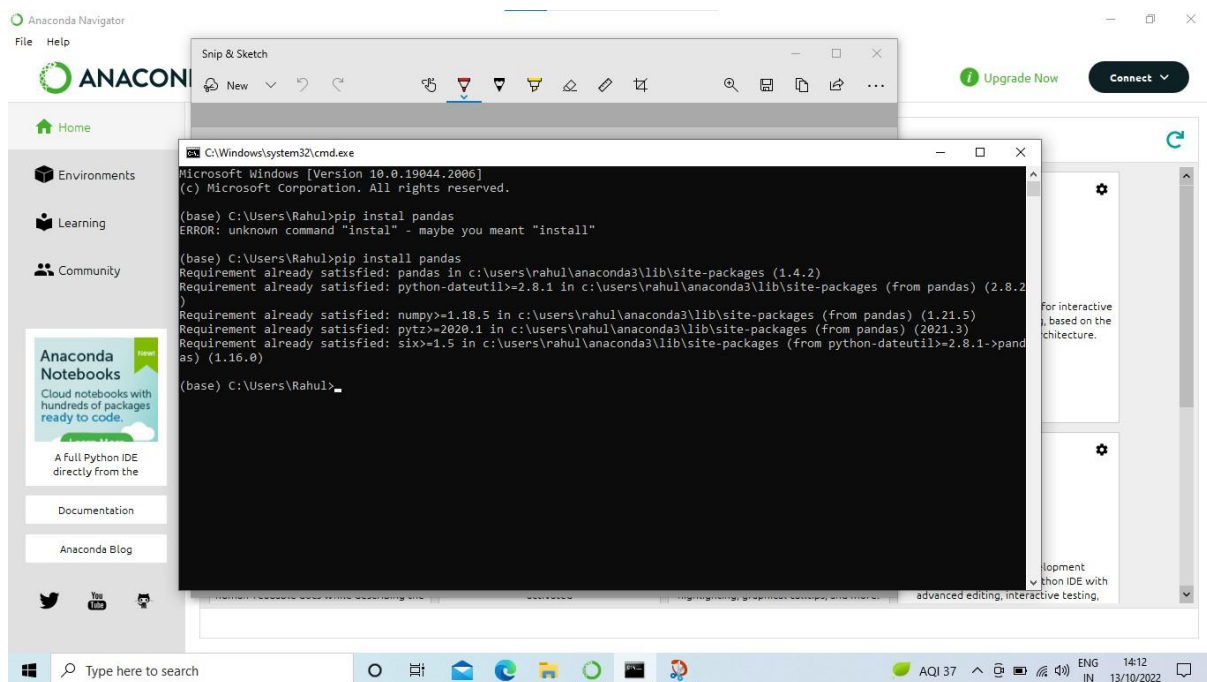 Anaconda Navigator
File Help
Snip & Sketch
New
ANACON
Upgrade Now
Connect
Home
Environments
Learning
Community
C:\Windows\system32\cmd.exe
Microsoft Windows [Version 10.0.19044.2006]
(c) Microsoft Corporation. All rights reserved.
(base) C:\Users\Rahul>pip instal pandas
ERROR: unknown command "instal" - maybe you meant "install"
(base) C:\Users\Rahul>pip install pandas
Requirement already satisfied: pandas in c:\users\rahul\anaconda3\lib\site-packages (1.4.2)
Requirement already satisfied: python-dateutil>=2.8.1 in c:\users\rahul\anaconda3\lib\site-packages (from pandas) (2.8.2
)
Requirement already satisfied: numpy>=1.18.5 in c:\users\rahul\anaconda3\lib\site-packages (from pandas) (1.21.5)
Requirement already satisfied: pytz>=2020.1 in c:\users\rahul\anaconda3\lib\site-packages (from pandas) (2021.3)
Requirement already satisfied: six>=1.5 in c:\users\rahul\anaconda3\lib\site-packages (from python-dateutil>=2.8.1->pand
as) (1.16.0)
(base) C:\Users\Rahul>
for interactive
, based on the
rchitecture.
Anaconda
Notebooks
New!
Cloud notebooks with
hundreds of packages
ready to code.
A full Python IDE
directly from the
Documentation
Anaconda Blog
You
Tube
lopment
thon IDE with
advanced editing, interactive testing,
Type here to search
AQI 37
ENG
IN
14:12
13/10/2022